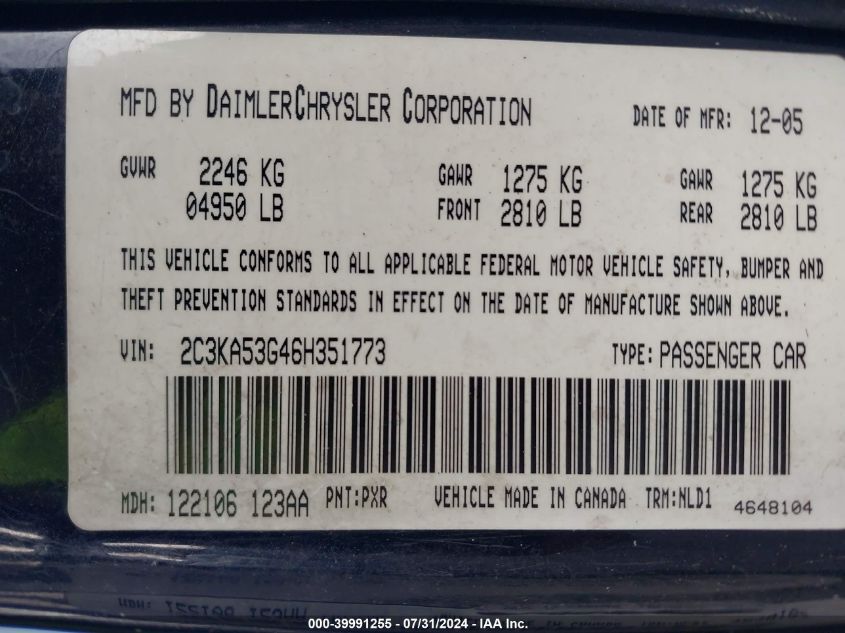 MFD BY DAIMLERCHRYSLER CORPORATION DATE OF MFR: 12-05
GVWR 2246 KG GAWR 1275 KG GAWR 1275 KG
04950 LB FRONT 2810 LB REAR 2810 LB
THIS VEHICLE CONFORMS TO ALL APPLICABLE FEDERAL MOTOR VEHICLE SAFETY, BUMPER AND
THEFT PREVENTION STANDARDS IN EFFECT ON THE DATE OF MANUFACTURE SHOWN ABOVE.
VIN: 2C3KA53G46H351773 TYPE: PASSENGER CAR
MDH: 122106 123AA PNT:PXR VEHICLE MADE IN CANADA TRM:NLD1 4648104
000-39991255 - 07/31/2024 - IAA Inc.